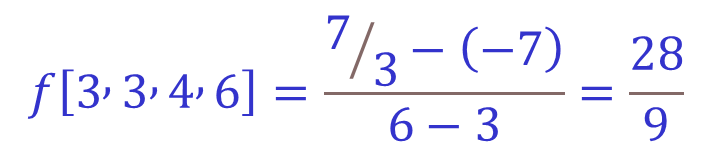 f[3, 3, 4, 6] = (7/3 − (−7))/(6 − 3) = 28/9